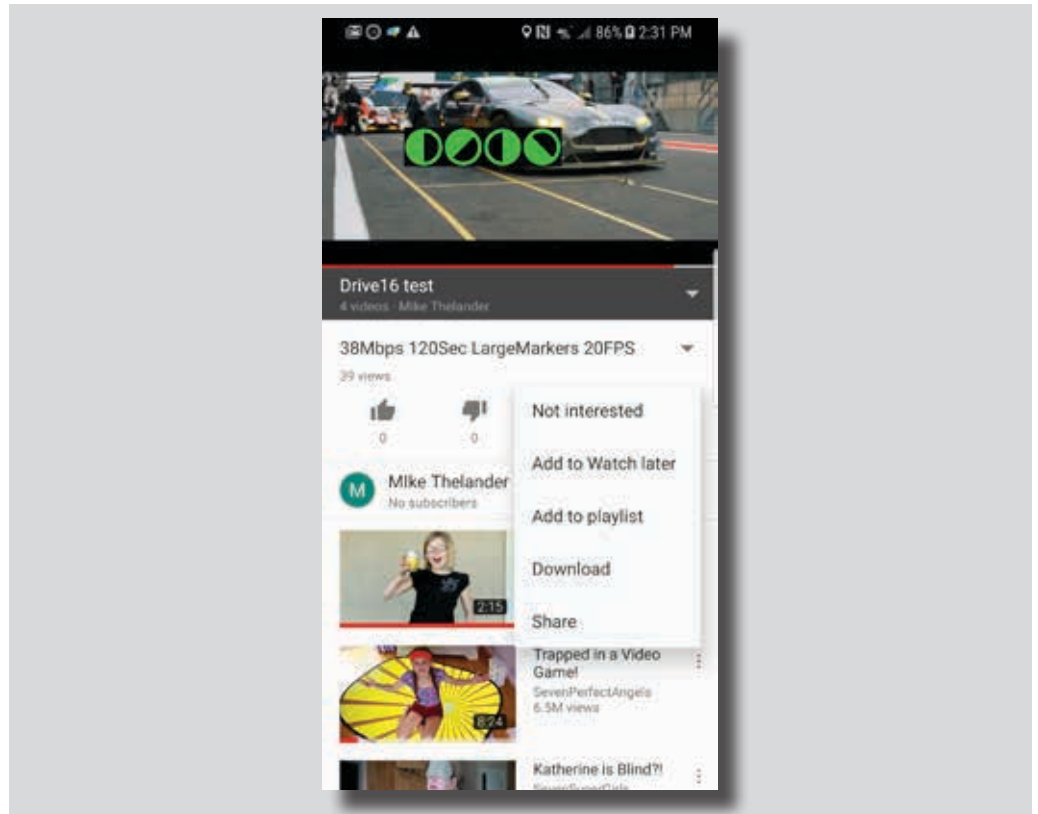 86% 2:31 PM
Drive16 test
4 videos · MIke Thelander
38Mbps 120Sec LargeMarkers 20FPS
39 views
Not interested
0
0
Add to Watch later
MIke Thelander
No subscribers
Add to playlist
Download
2:15
Share
Trapped in a Video
Game!
SevenPerfectAngels
6.5M views
8:24
Katherine is Blind?!
SevenSuperGirls